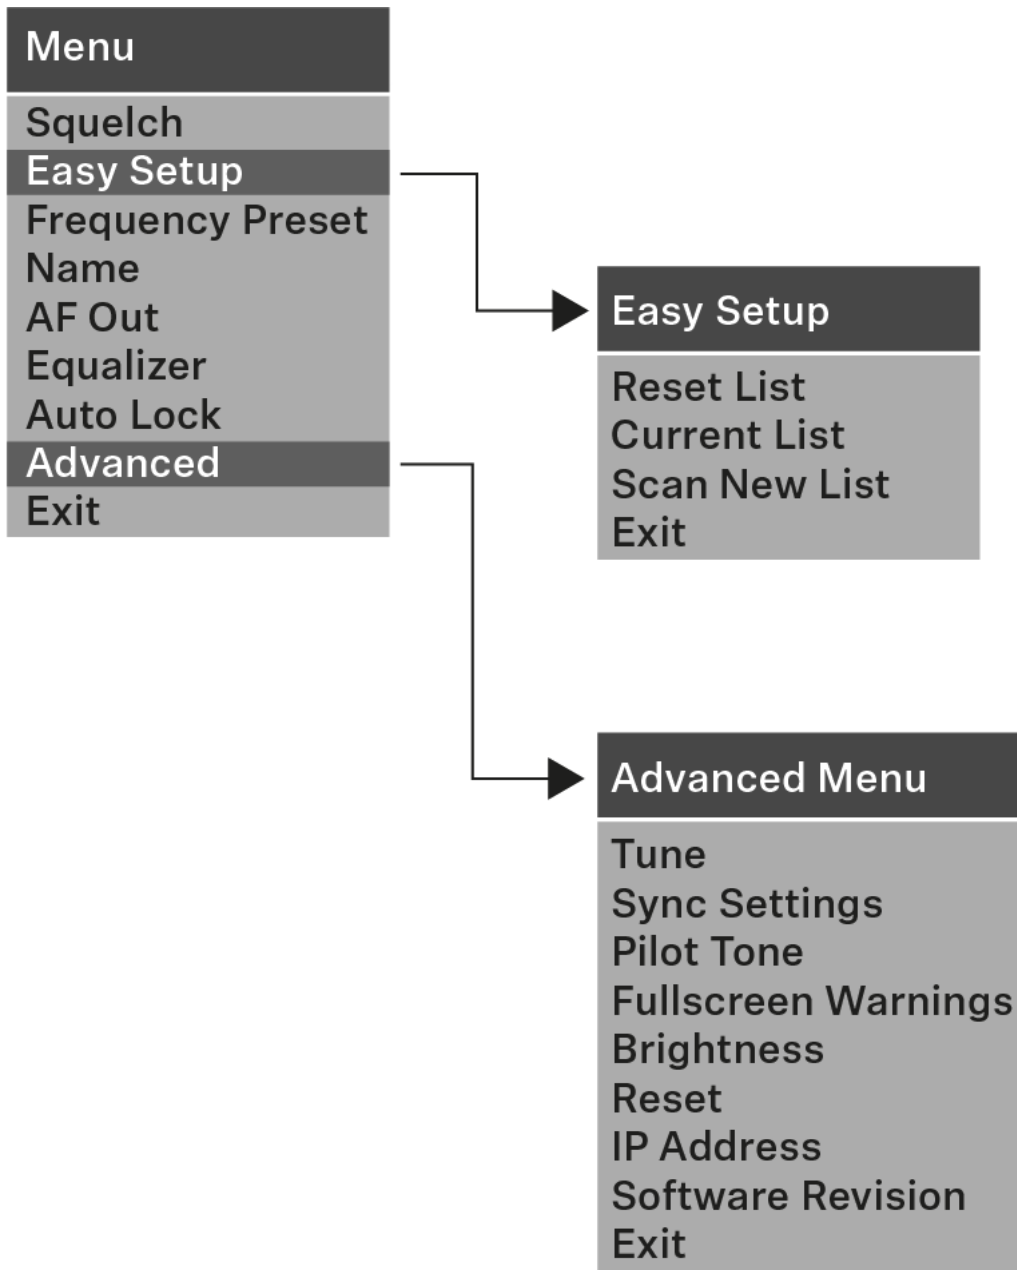 Menu
Squelch
Easy Setup
Frequency Preset
Name
AF Out
Equalizer
Auto Lock
Advanced
Exit
Easy Setup
Reset List
Current List
Scan New List
Exit
Advanced Menu
Tune
Sync Settings
Pilot Tone
Fullscreen Warnings
Brightness
Reset
IP Address
Software Revision
Exit